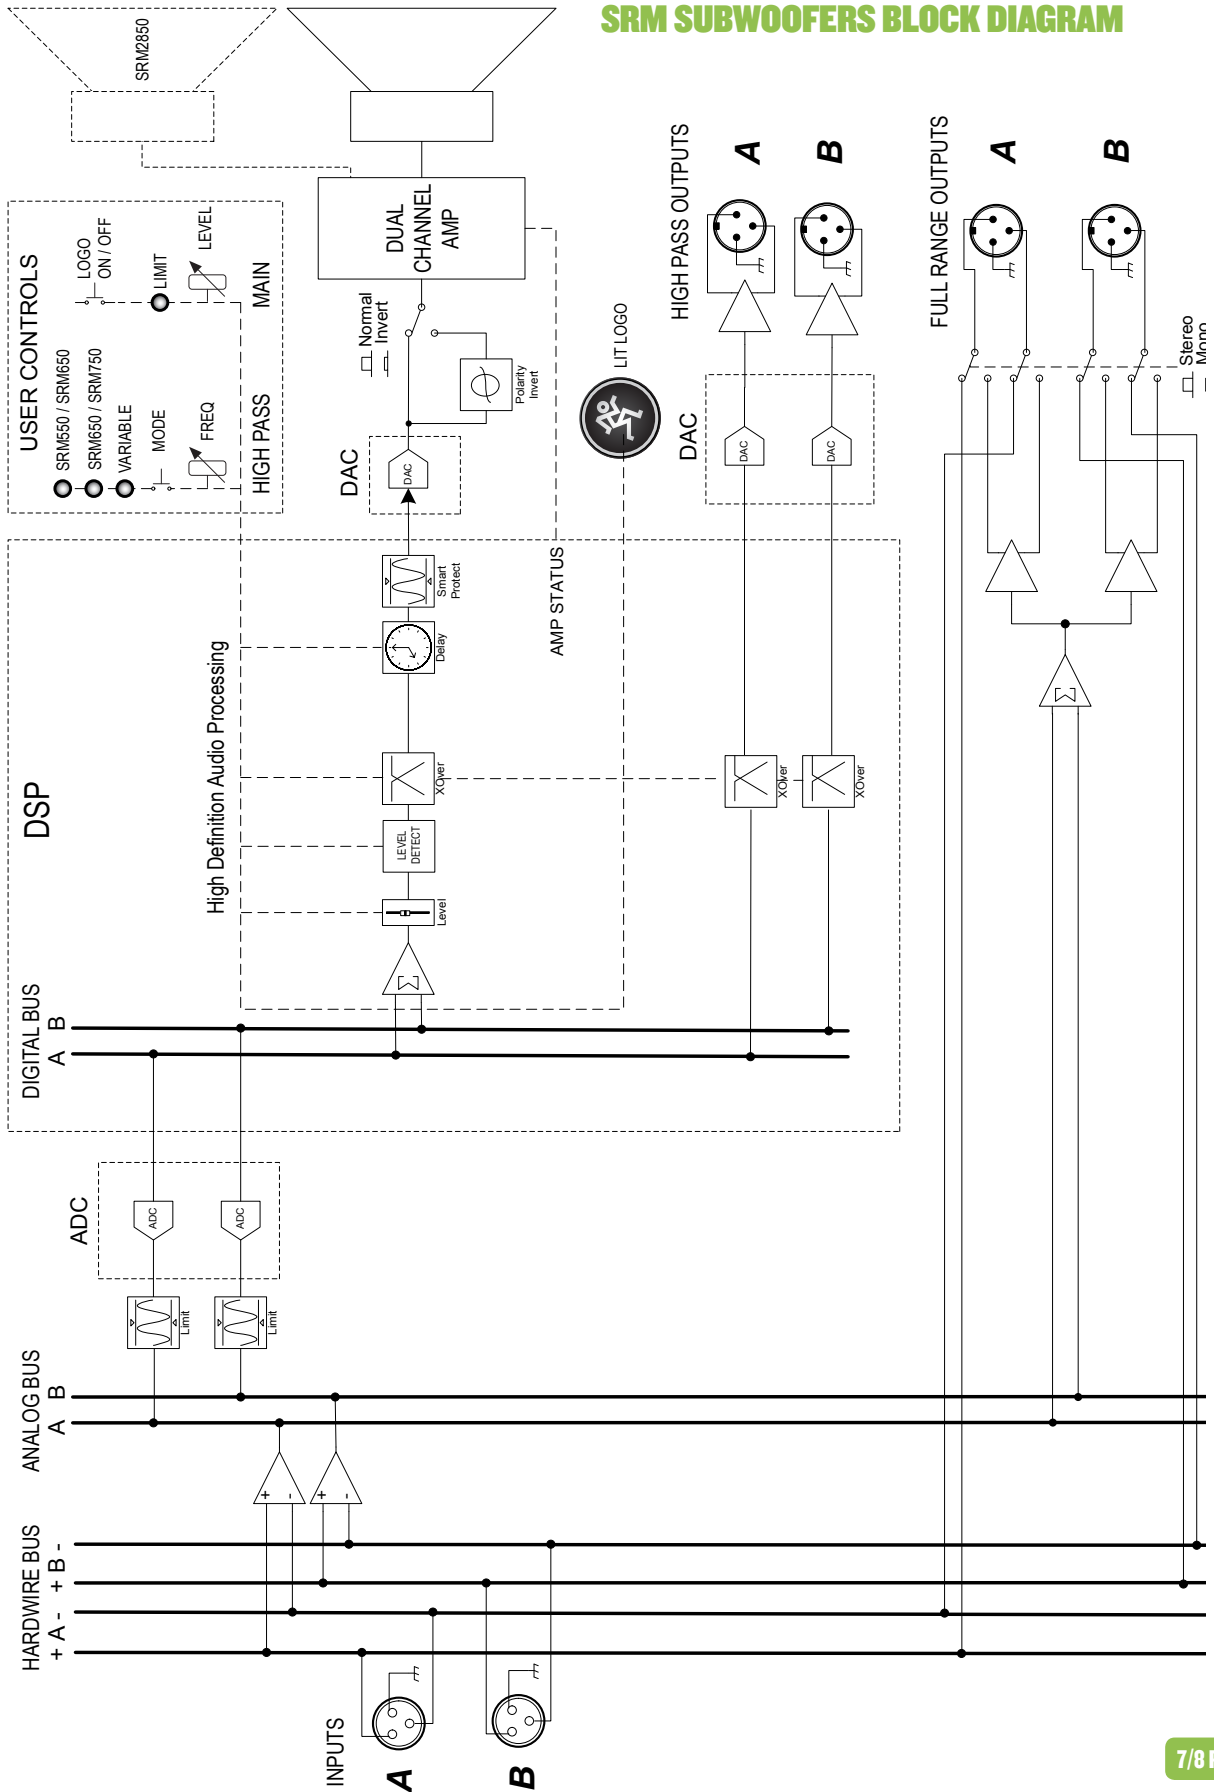 SRM SUBWOOFERS BLOCK DIAGRAM
INPUTS
A
B
HARDWIRE BUS
+ A -
+ B -
ANALOG BUS
A
B
+
-
+
-
Limit
Limit
ADC
ADC
ADC
DIGITAL BUS
A
B
DSP
High Definition Audio Processing
Σ
Level
LEVEL
DETECT
XOver
Delay
Smart
Protect
XOver
XOver
AMP STATUS
USER CONTROLS
SRM550 / SRM650
SRM650 / SRM750
VARIABLE
MODE
FREQ
HIGH PASS
LOGO
ON / OFF
LIMIT
LEVEL
MAIN
DAC
DAC
Polarity
Invert
Normal
Invert
DUAL
CHANNEL
AMP
SRM2850
LIT LOGO
DAC
DAC
DAC
HIGH PASS OUTPUTS
A
B
Σ
Stereo
Mono
FULL RANGE OUTPUTS
A
B